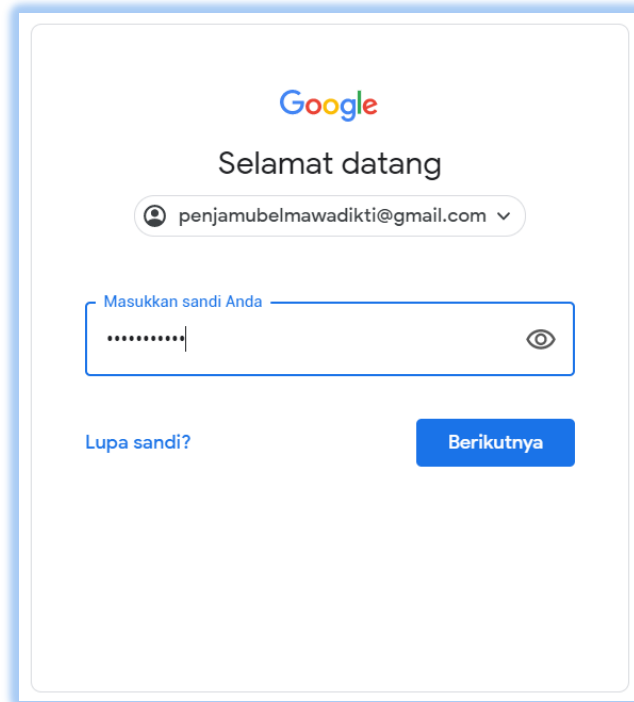 Google
Selamat datang
penjamubelmawadikti@gmail.com
Masukkan sandi Anda
•••••••••••
Lupa sandi?
Berikutnya